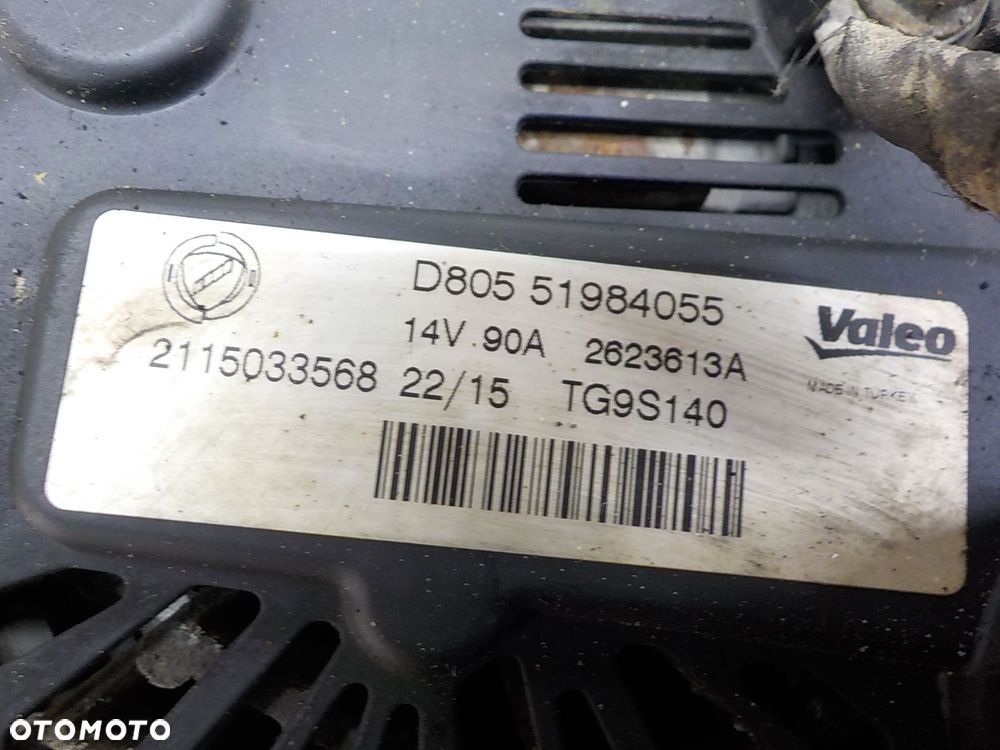 D805 51984055
14V 90A 2623613A
Valeo
2115033568 22/15 TG9S140
MADE IN TURKEY
OTOMOTO